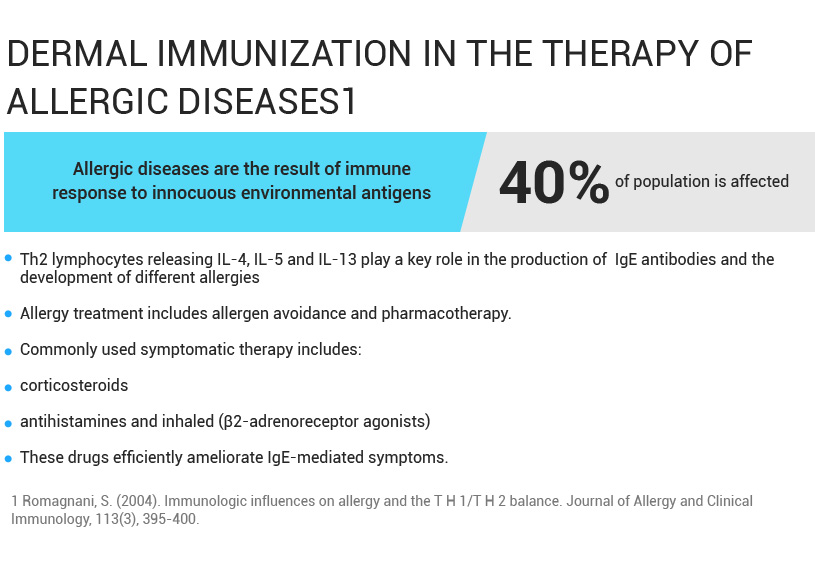 DERMAL IMMUNIZATION IN THE THERAPY OF
ALLERGIC DISEASES1
Allergic diseases are the result of immune
response to innocuous environmental antigens
40% of population is affected
Th2 lymphocytes releasing IL-4, IL-5 and IL-13 play a key role in the production of  IgE antibodies and the
development of different allergies
Allergy treatment includes allergen avoidance and pharmacotherapy.
Commonly used symptomatic therapy includes:
corticosteroids
antihistamines and inhaled (β2-adrenoreceptor agonists)
These drugs efficiently ameliorate IgE-mediated symptoms.
1 Romagnani, S. (2004). Immunologic influences on allergy and the T H 1/T H 2 balance. Journal of Allergy and Clinical
Immunology, 113(3), 395-400.